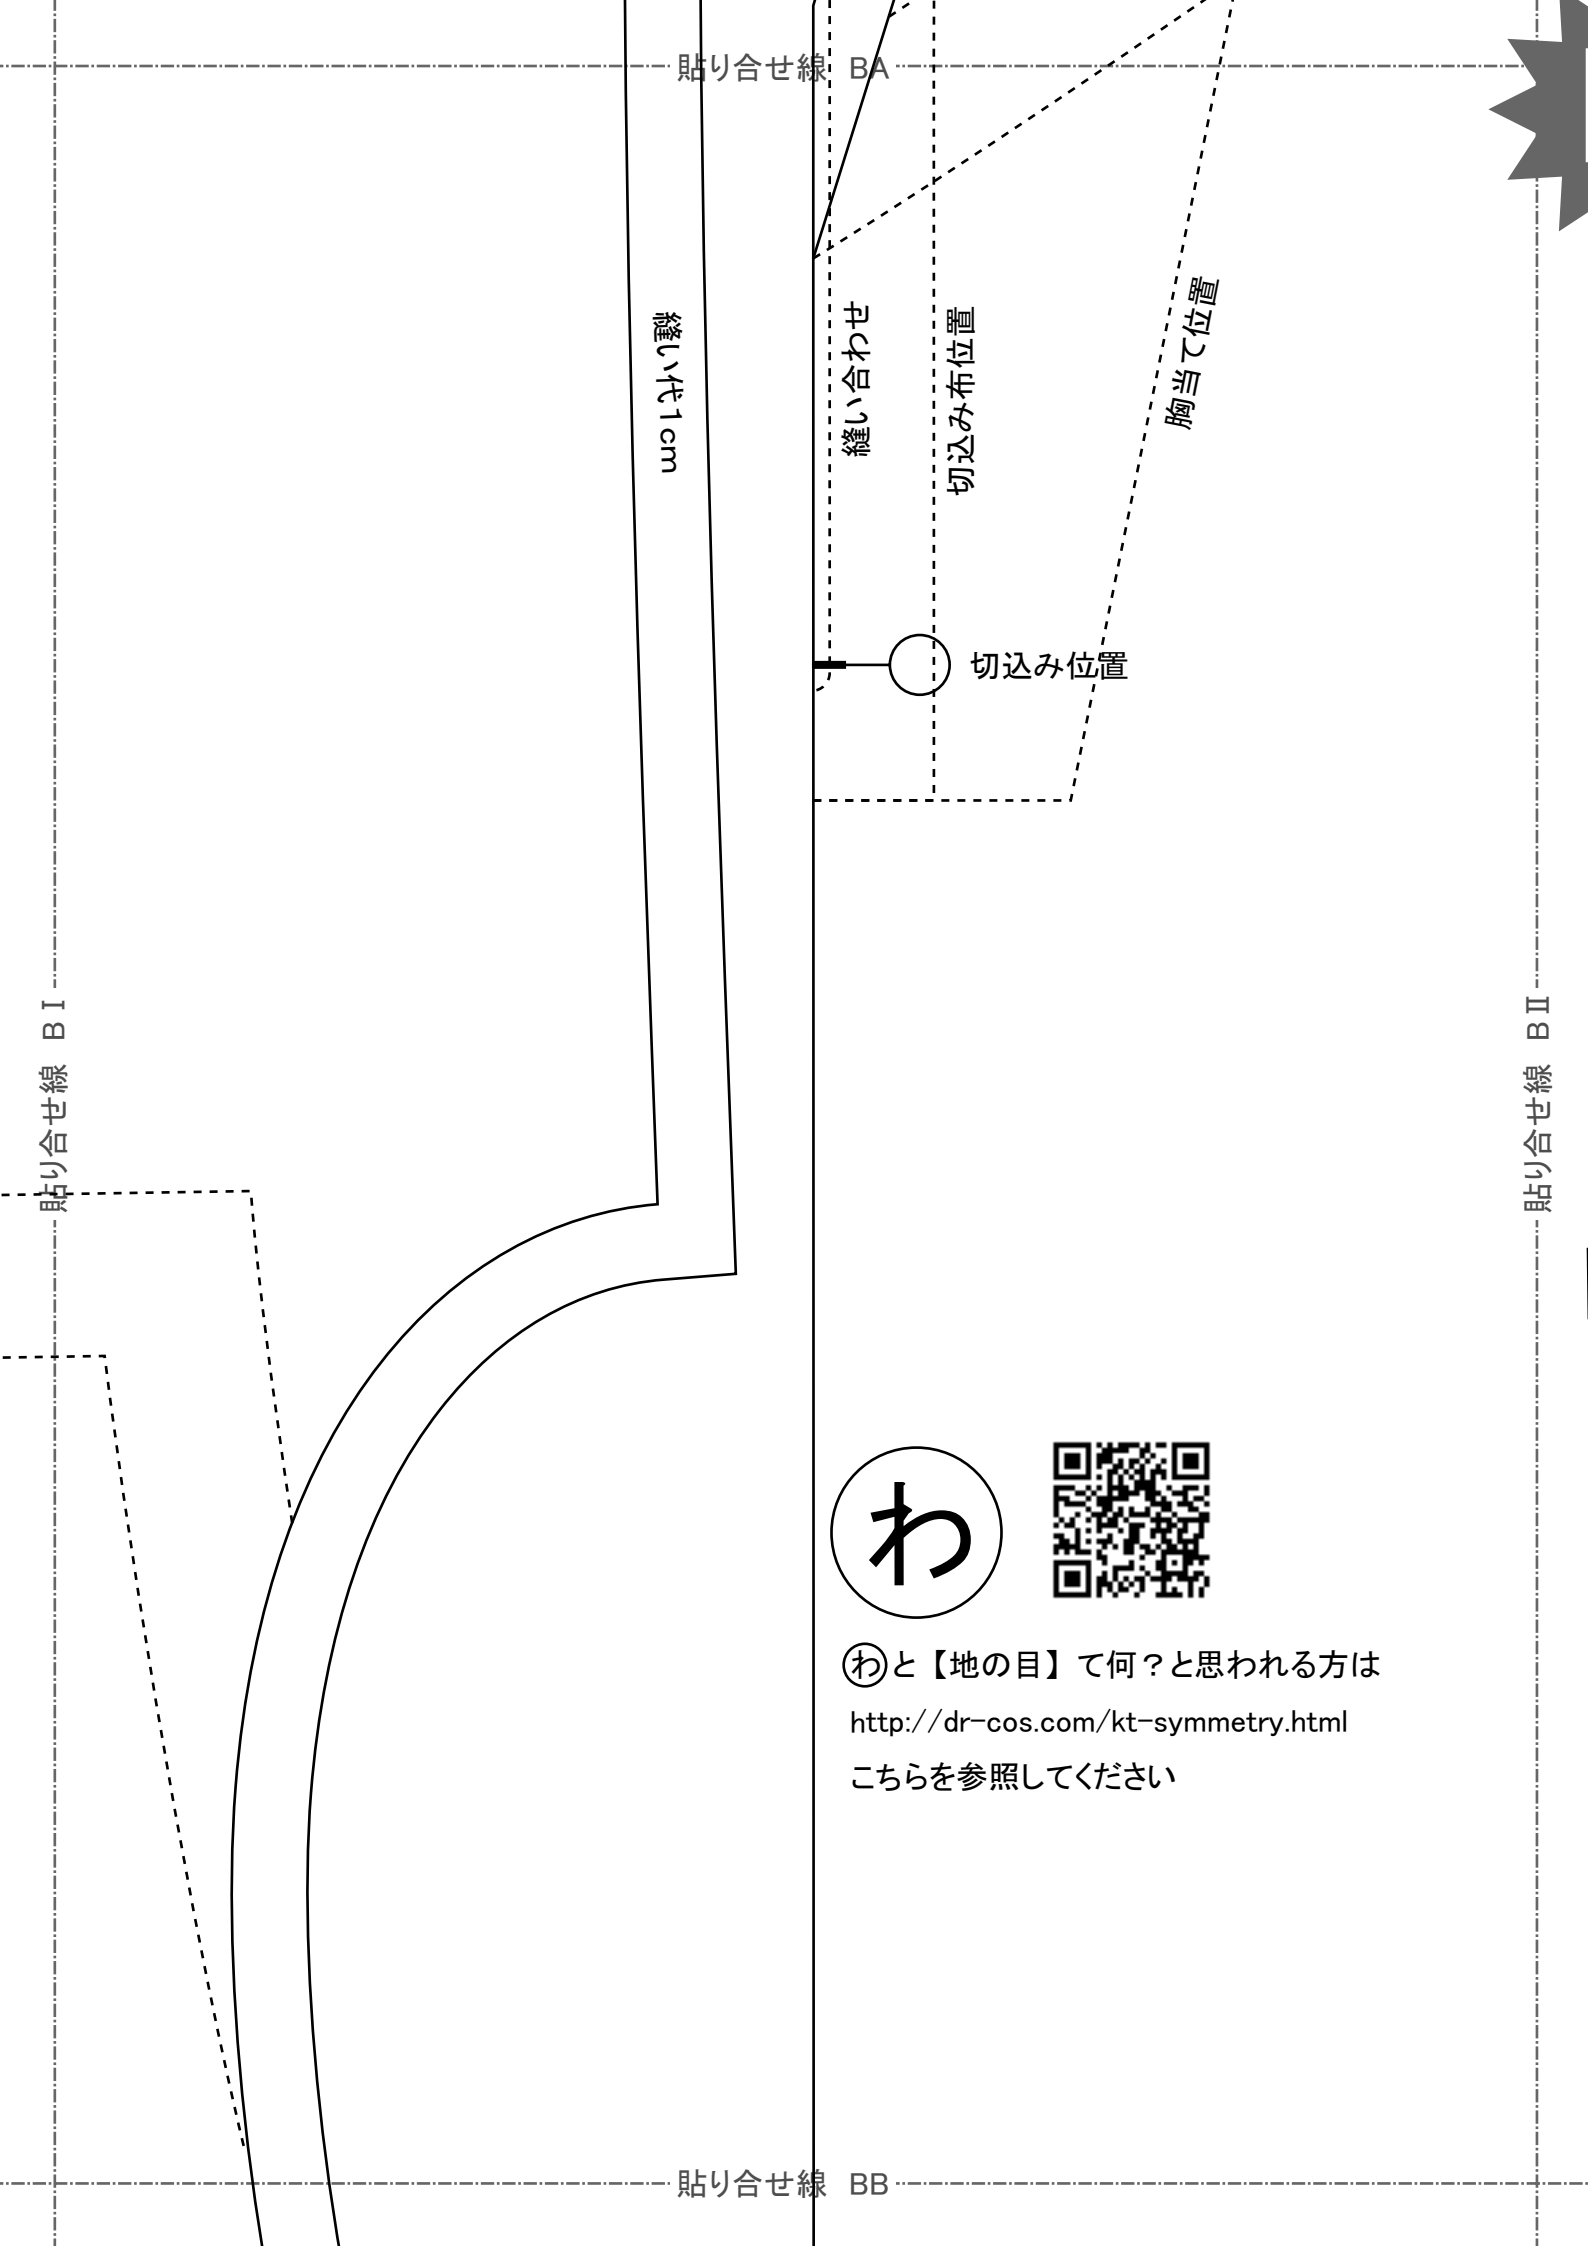 貼り合せ線 BA
縫い代1cm
縫い合わせ
切込み布位置
胸当て位置
切込み位置
貼り合せ線 BⅠ
貼り合せ線 BⅡ
わ
わと【地の目】て何？と思われる方は
http://dr-cos.com/kt-symmetry.html
こちらを参照してください
貼り合せ線 BB